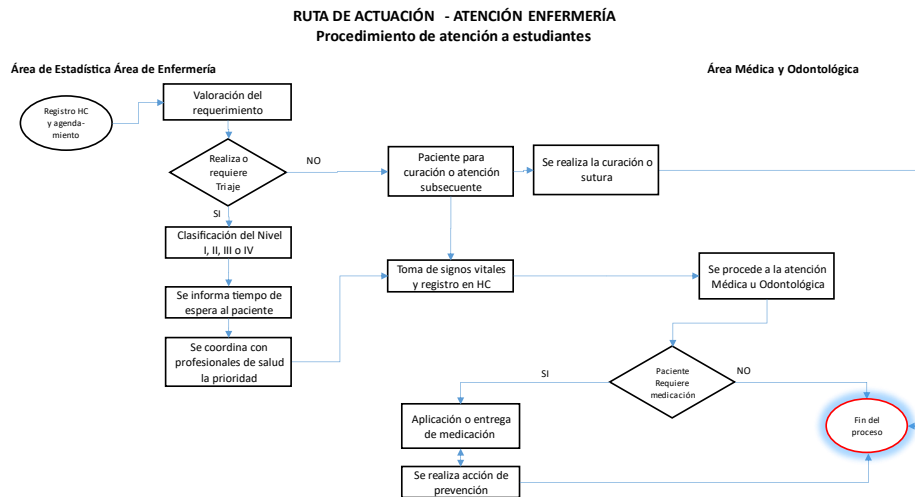 RUTA DE ACTUACIÓN - ATENCIÓN ENFERMERÍA
Procedimiento de atención a estudiantes
Área de Estadística Área de Enfermería
Área Médica y Odontológica
Registro HC
y agenda-
miento
Valoración del
requerimiento
Realiza o
requiere
Triaje
NO
SI
Paciente para
curación o atención
subsecuente
Se realiza la curación o
sutura
Clasificación del Nivel
I, II, III o IV
Toma de signos vitales
y registro en HC
Se procede a la atención
Médica u Odontológica
Se informa tiempo de
espera al paciente
Se coordina con
profesionales de salud
la prioridad
Paciente
Requiere
medicación
SI
NO
Aplicación o entrega
de medicación
Fin del
proceso
Se realiza acción de
prevención